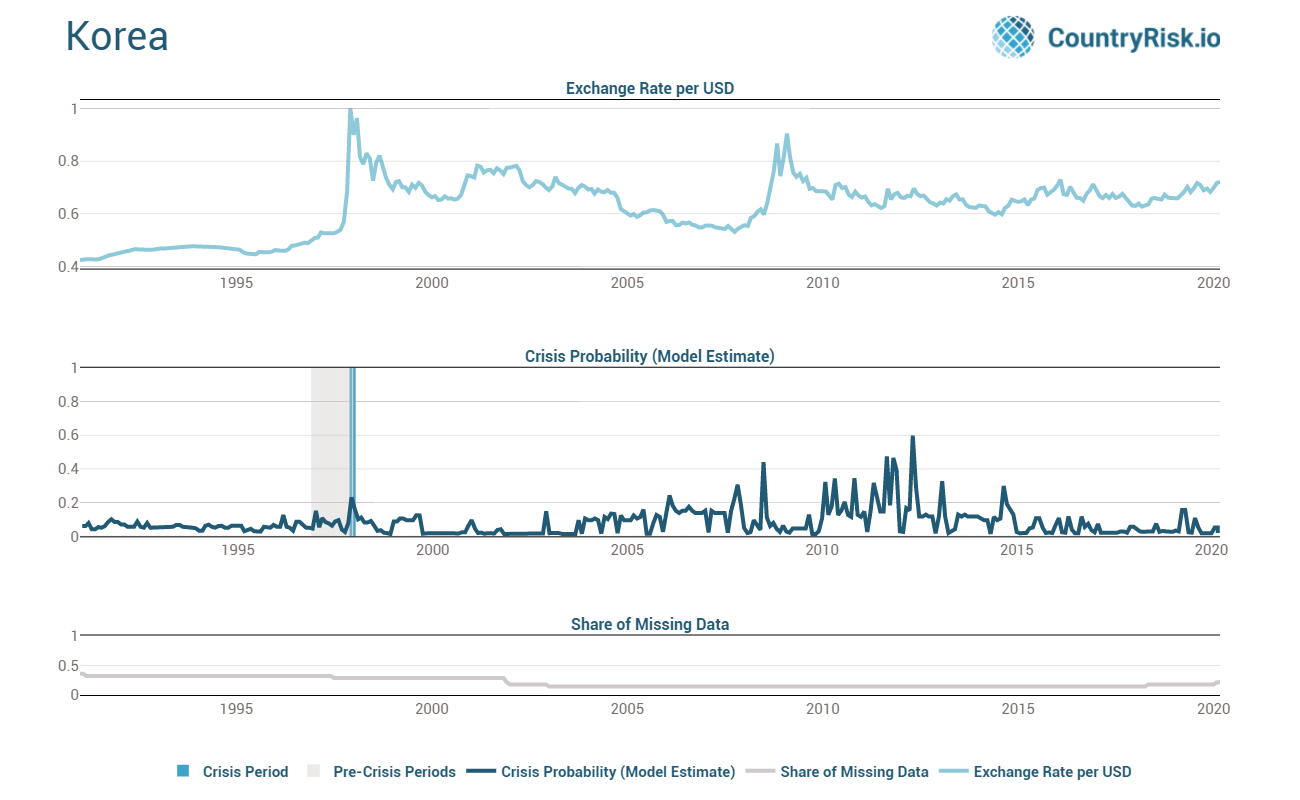 Korea
CountryRisk.io
Exchange Rate per USD
1
0.8
0.6
0.4
1995 2000 2005 2010 2015 2020
Crisis Probability (Model Estimate)
1
0.8
0.6
0.4
0.2
0
1995 2000 2005 2010 2015 2020
Share of Missing Data
1
0.5
0
1995 2000 2005 2010 2015 2020
Crisis Period Pre-Crisis Periods Crisis Probability (Model Estimate) Share of Missing Data Exchange Rate per USD